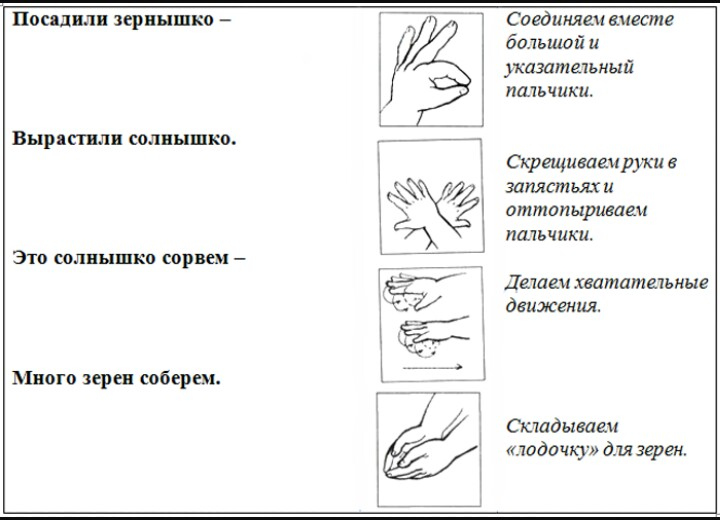 Посадили зернышко –
Соединяем вместе
большой и
указательный
пальчики.
Вырастили солнышко.
Скрещиваем руки в
запястьях и
оттопыриваем
пальчики.
Это солнышко сорвем –
Делаем хватательные
движения.
Много зерен соберем.
Складываем
«лодочку» для зерен.